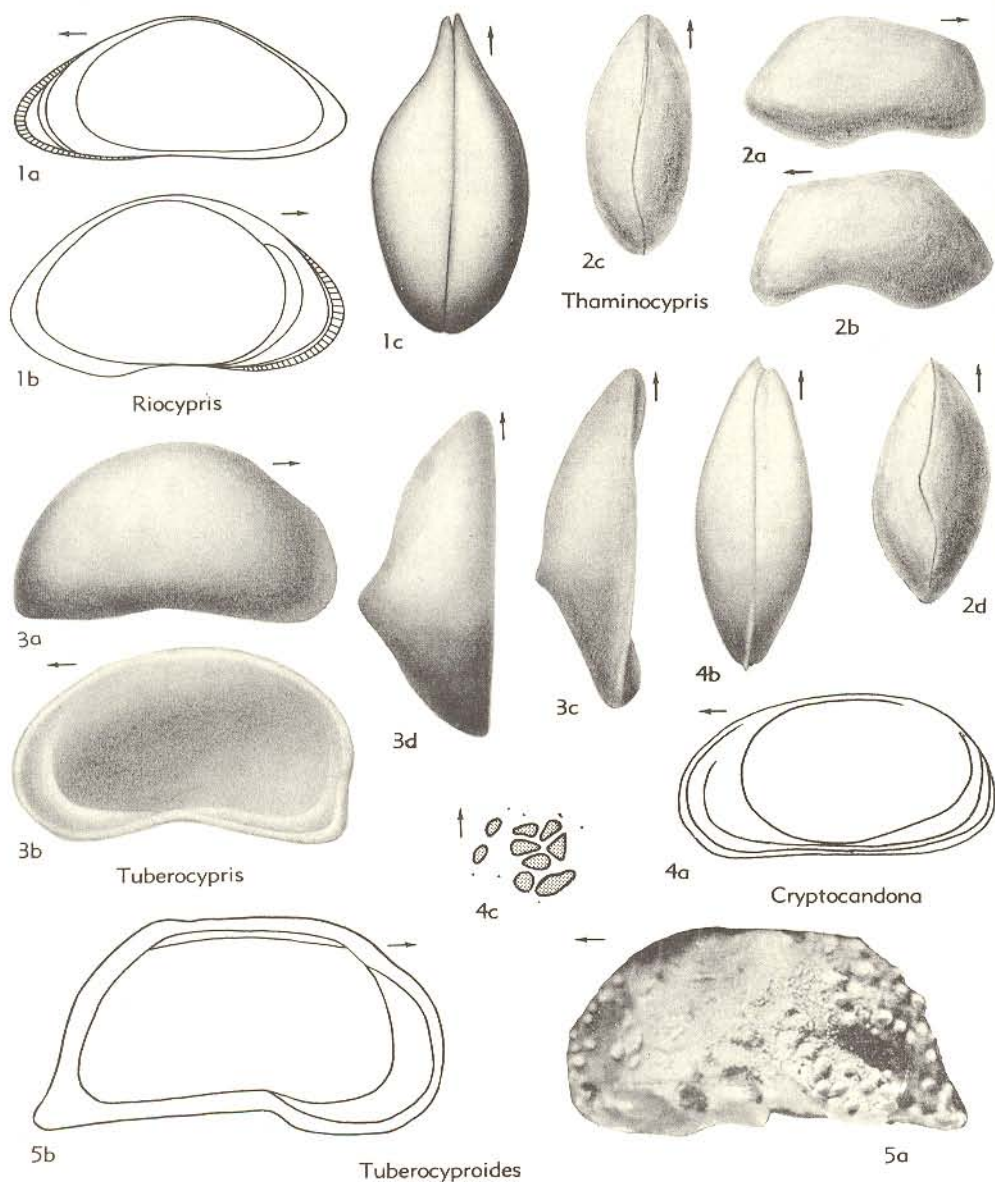 1a
1b
Riocypris
1c
2c
Thaminocypris
2a
2b
3a
3b
Tuberocypris
3d
3c
4b
2d
4c
4a
Cryptocandona
5b
Tuberocyproides
5a